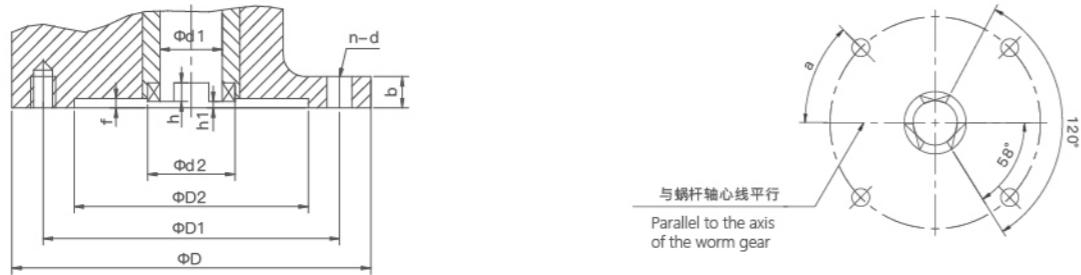 Φd1
n-d
b
f
h
h1
Φd2
ΦD2
ΦD1
ΦD
a
120°
58°
与蜗杆轴心线平行
Parallel to the axis
of the worm gear